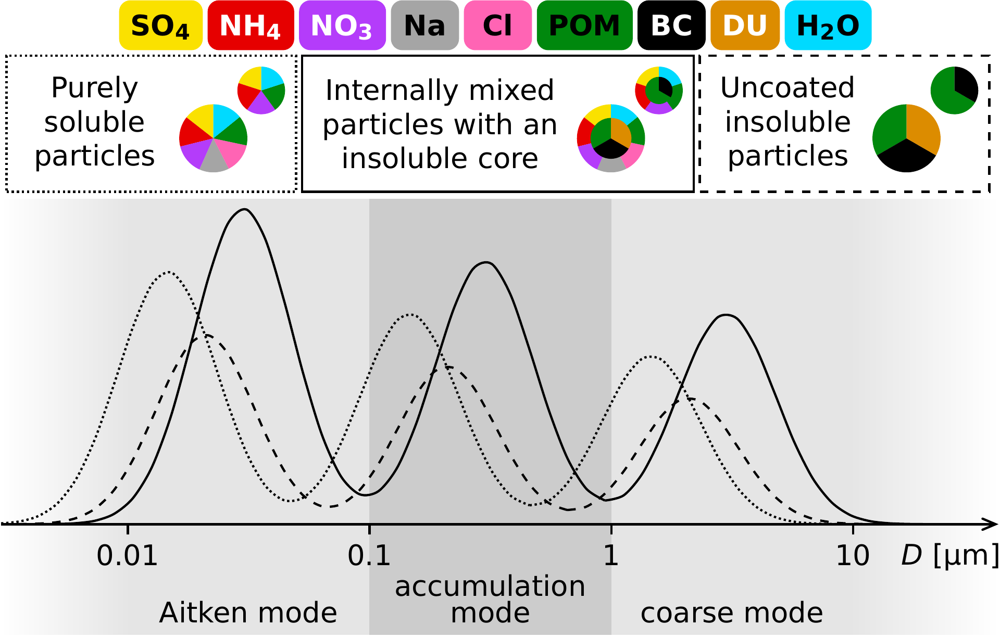 SO₄ NH₄ NO₃ Na Cl POM BC DU H₂O
Purely
soluble
particles
Internally mixed
particles with an
insoluble core
Uncoated
insoluble
particles
0.01 0.1 1 10 D [µm]
accumulation
Aitken mode mode coarse mode